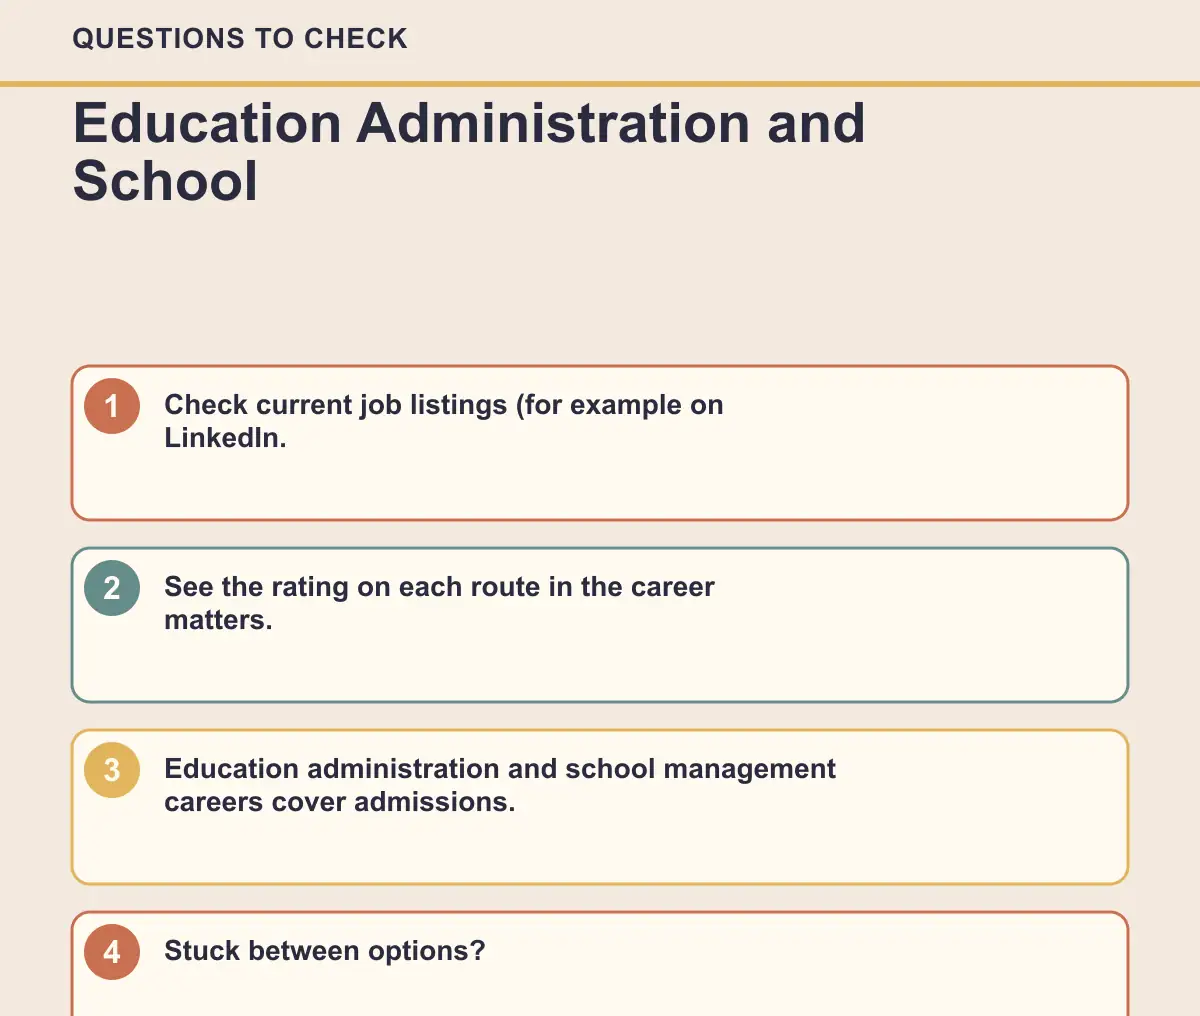 QUESTIONS TO CHECK
Education Administration and
School
1
Check current job listings (for example on
LinkedIn.
2
See the rating on each route in the career
matters.
3
Education administration and school management
careers cover admissions.
4
Stuck between options?